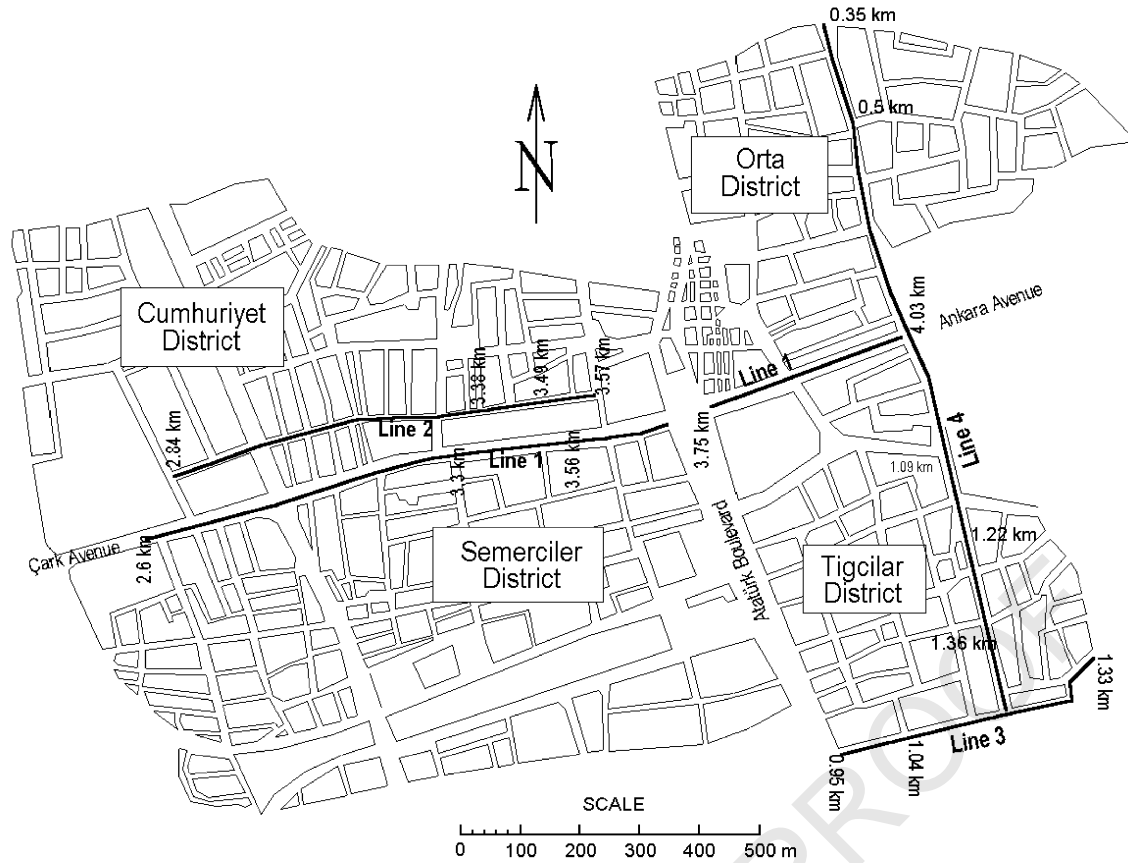 0.35 km
0.5 km
Orta
District
N
4.03 km
Ankara Avenue
Cumhuriyet
District
3.38 km
3.49 km
3.57 km
Line 1
2.84 km
Line 2
Line 1
3.3 km
3.56 km
3.75 km
Line 4
1.09 km
Çark Avenue
2.6 km
Semerciler
District
Atatürk Boulevard
1.22 km
Tigcilar
District
1.36 km
1.33 km
Line 3
0.95 km
1.04 km
SCALE
0 100 200 300 400 500 m
PROOF